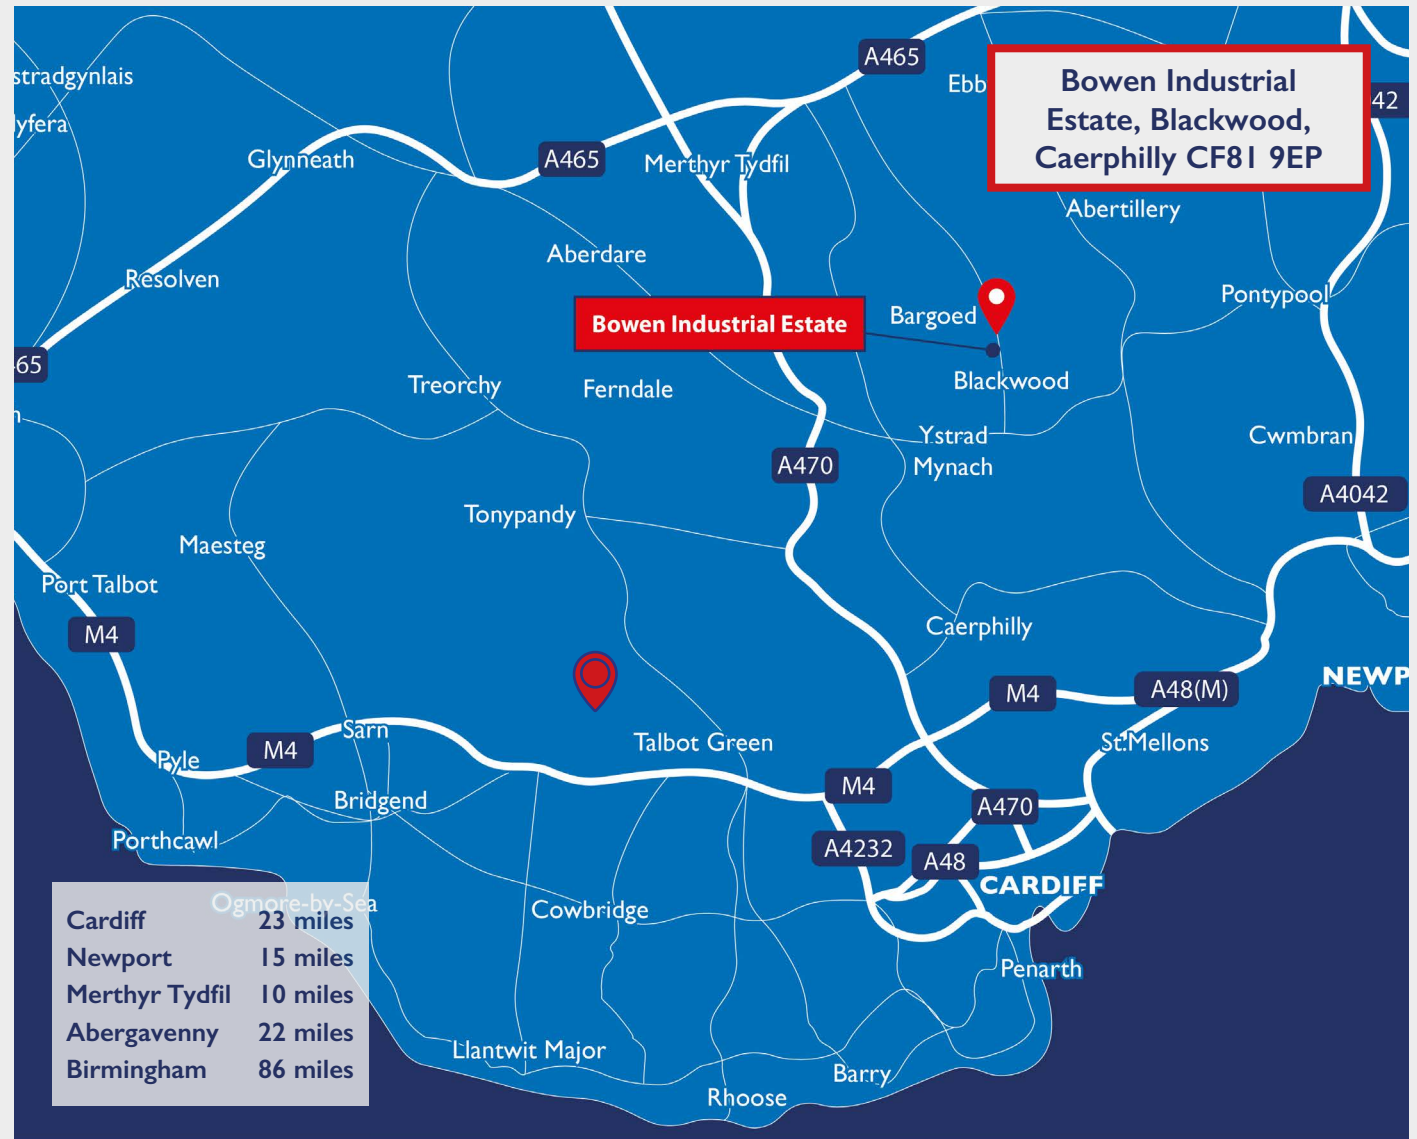 A465
Ebb
Bowen Industrial
Estate, Blackwood,
Caerphilly CF81 9EP
42
stradgynlais
lyfera
Glynneath
A465
Merthyr Tydfil
Abertillery
Aberdare
Resolven
Pontypool
Bowen Industrial Estate
Bargoed
65
Treorchy
Ferndale
Blackwood
n
Ystrad
Mynach
Cwmbran
A470
A4042
Tonypandy
Maesteg
Port Talbot
M4
Caerphilly
NEWP
M4
A48(M)
Sarn
Talbot Green
St.Mellons
M4
Pyle
M4
Bridgend
A470
Porthcawl
A4232
A48
CARDIFF
Ogmore-by-Sea
Cowbridge
Cardiff 23 miles
Newport 15 miles
Merthyr Tydfil 10 miles
Abergavenny 22 miles
Birmingham 86 miles
Penarth
Llantwit Major
Barry
Rhoose